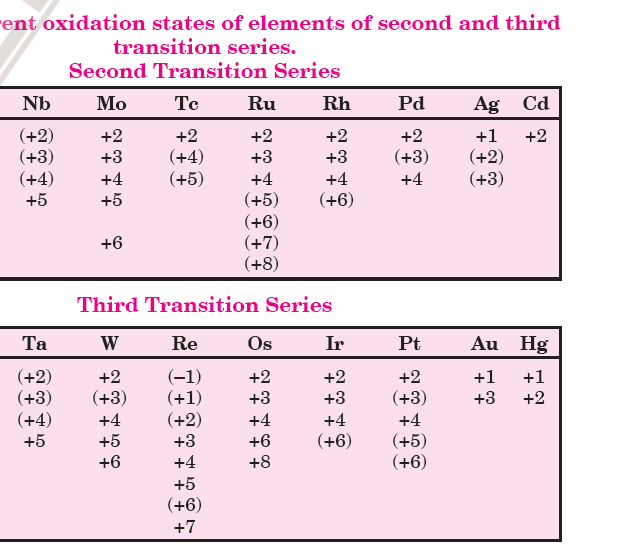 oxidation states of elements of second and third
transition series.
Second Transition Series
Nb Mo Tc Ru Rh Pd Ag Cd
(+2) +2 +2 +2 +2 +2 +1 +2
(+3) +3 (+4) +3 +3 (+3) (+2)
(+4) +4 (+5) +4 +4 +4 (+3)
+5 +5 (+5) (+6)
(+6)
+6 (+7)
(+8)
Third Transition Series
Ta W Re Os Ir Pt Au Hg
(+2) +2 (–1) +2 +2 +2 +1 +1
(+3) (+3) (+1) +3 +3 (+3) +3 +2
(+4) +4 (+2) +4 +4 +4
+5 +5 +3 +6 (+6) (+5)
+6 +4 +8 (+6)
+5
(+6)
+7